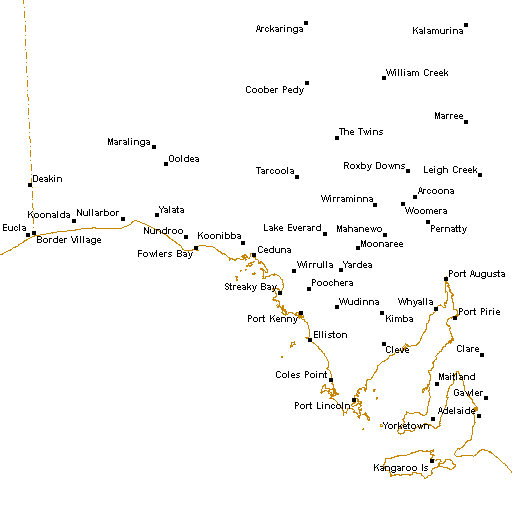 Arckaringa
Kalamurina
William Creek
Coober Pedy
Marree
The Twins
Maralinga
Ooldea
Roxby Downs
Leigh Creek
Tarcoola
Deakin
Arcoona
Wirraminna
Woomera
Koonalda
Nullarbor
Yalata
Eucla
Border Village
Nundroo
Koonibba
Lake Everard
Mahanewo
Pernatty
Moonaree
Fowlers Bay
Ceduna
Wirrulla
Yardea
Port Augusta
Streaky Bay
Poochera
Wudinna
Whyalla
Port Kenny
Kimba
Port Pirie
Elliston
Cleve
Clare
Coles Point
Maitland
Gawler
Port Lincoln
Adelaide
Yorketown
Kangaroo Is